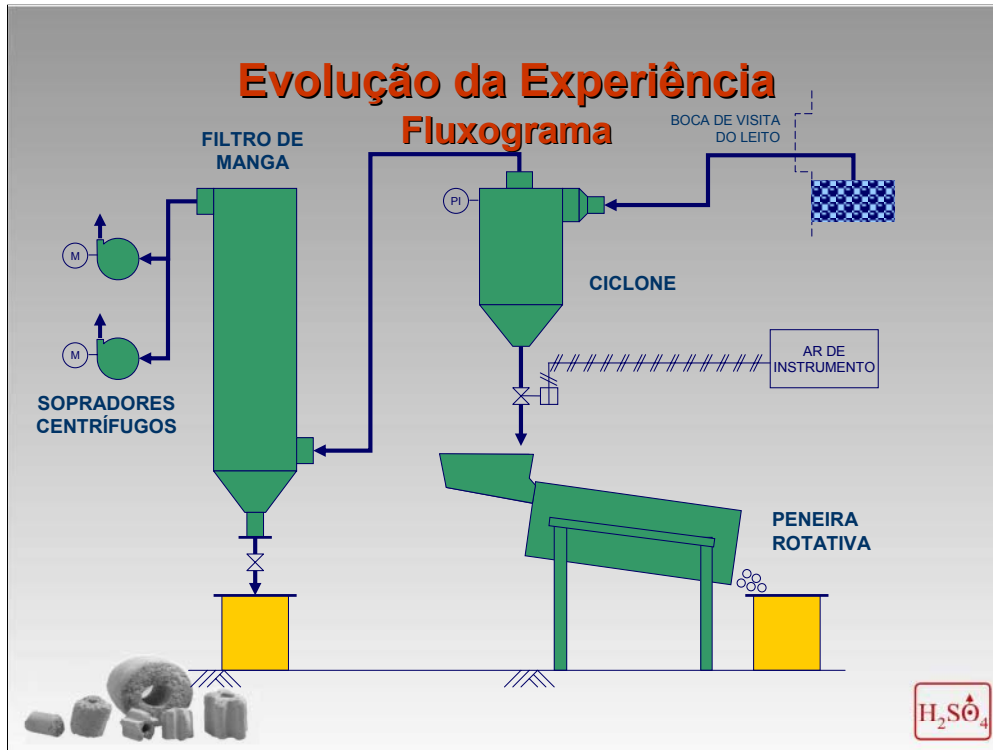 Evolução da Experiência
Fluxograma
BOCA DE VISITA
DO LEITO
FILTRO DE
MANGA
PI
M
CICLONE
M
AR DE
INSTRUMENTO
SOPRADORES
CENTRÍFUGOS
PENEIRA
ROTATIVA
H₂SO₄